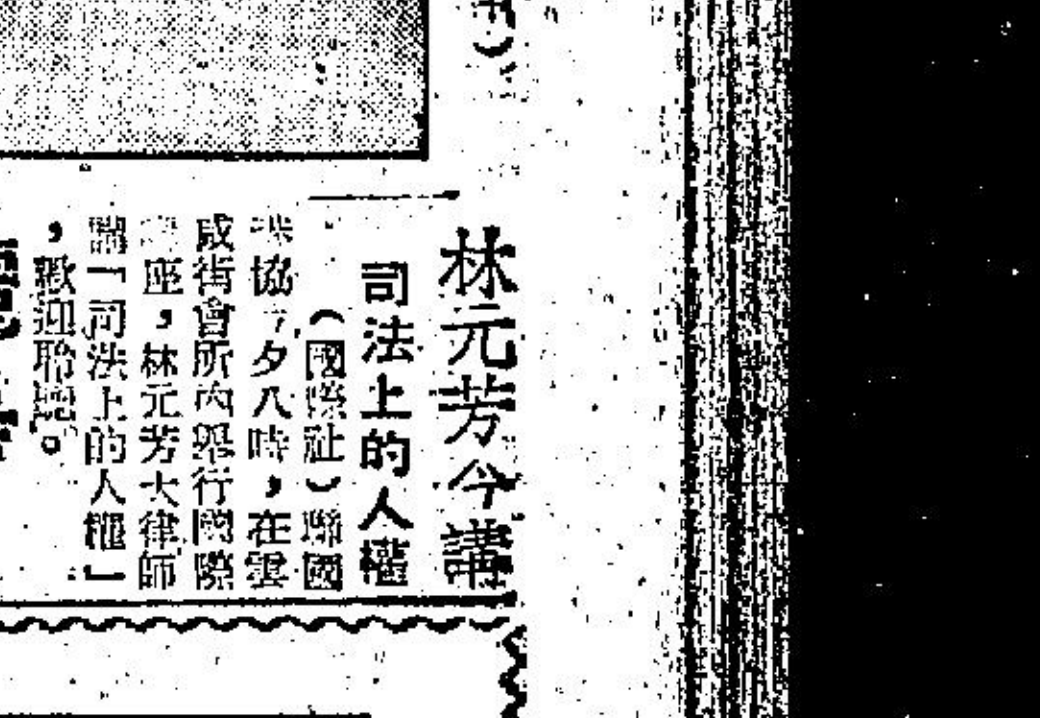 林元芳今講
司法上的人權
（國際社）聯國
協今夕八時，在雲
咸街會所內舉行國際
座，林元芳大律師
講「司法上的人權」
，歡迎聆聽。